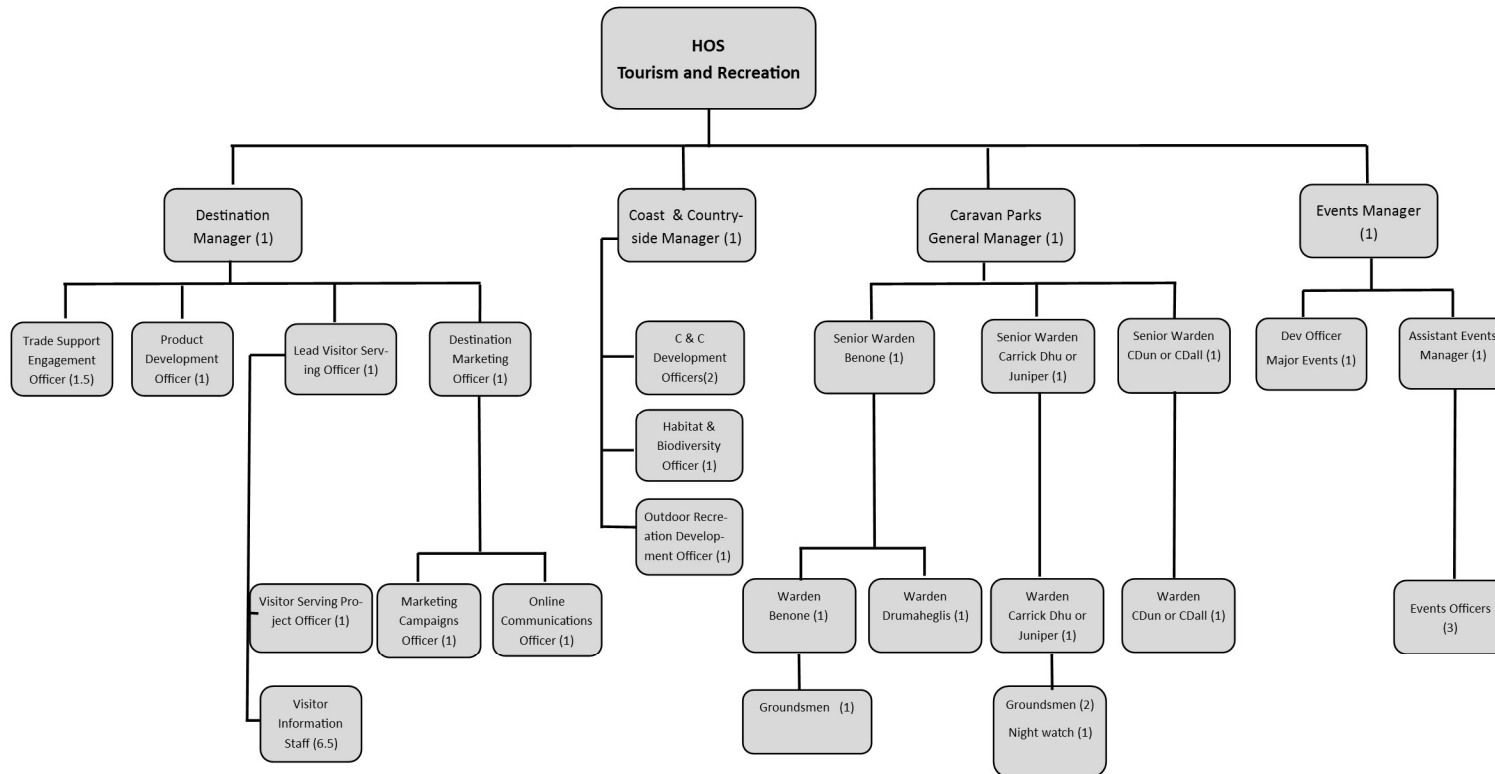 HOS
Tourism and Recreation
Destination
Manager (1)
Coast & Country-
side Manager (1)
Caravan Parks
General Manager (1)
Events Manager
(1)
Trade Support
Engagement
Officer (1.5)
Product
Development
Officer (1)
Lead Visitor Serv-
ing Officer (1)
Destination
Marketing
Officer (1)
C & C
Development
Officers(2)
Habitat &
Biodiversity
Officer (1)
Outdoor Recre-
ation Develop-
ment Officer (1)
Senior Warden
Benone (1)
Senior Warden
Carrick Dhu or
Juniper (1)
Senior Warden
CDun or CDall (1)
Dev Officer
Major Events (1)
Assistant Events
Manager (1)
Visitor Serving Pro-
ject Officer (1)
Marketing
Campaigns
Officer (1)
Online
Communications
Officer (1)
Warden
Benone (1)
Warden
Drumaheglis (1)
Warden
Carrick Dhu or
Juniper (1)
Warden
CDun or CDall (1)
Events Officers
(3)
Visitor
Information
Staff (6.5)
Groundsmen (1)
Groundsmen (2)
Night watch (1)